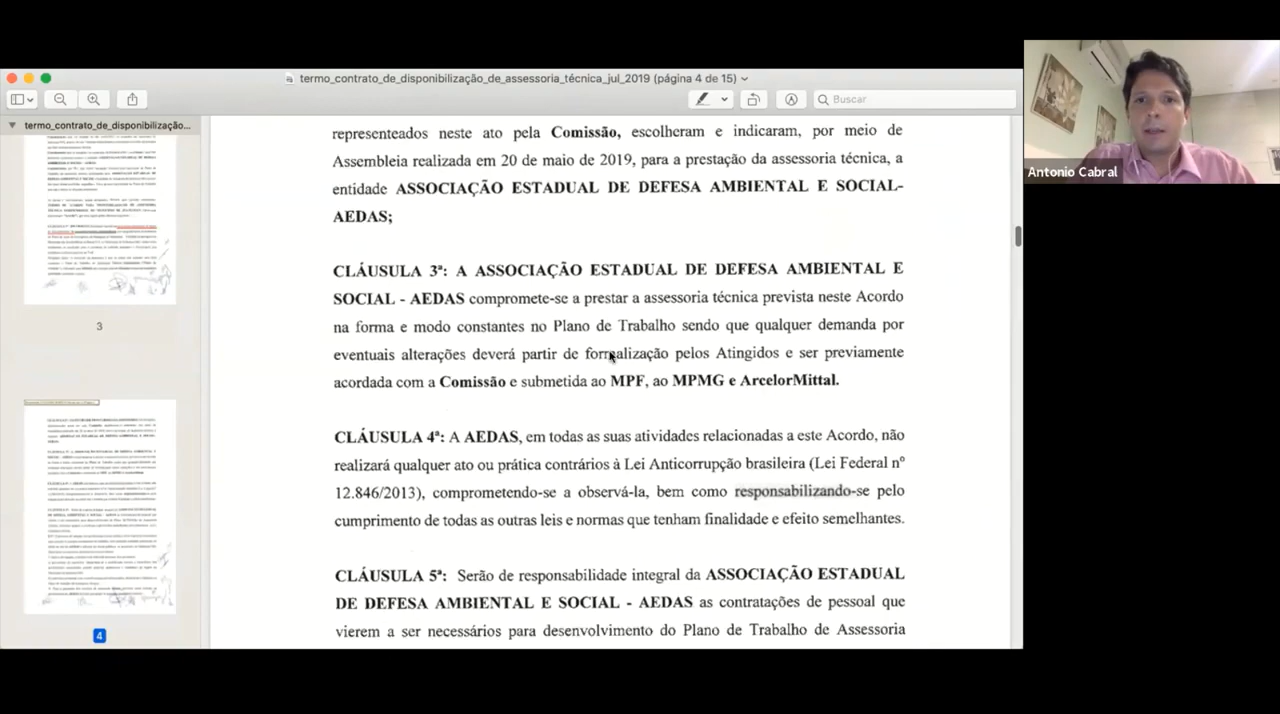 termo_contrato_de_disponibilização_de_assessoria_técnica_jul_2019 (página 4 de 15)
Buscar
termo_contrato_de_disponibilização...
3
4
representeados neste ato pela Comissão, escolheram e indicaram, por meio de
Assembleia realizada em 20 de maio de 2019, para a prestação da assessoria técnica, a
entidade ASSOCIAÇÃO ESTADUAL DE DEFESA AMBIENTAL E SOCIAL-
AEDAS;
CLÁUSULA 3ª: A ASSOCIAÇÃO ESTADUAL DE DEFESA AMBIENTAL E
SOCIAL - AEDAS compromete-se a prestar a assessoria técnica prevista neste Acordo
na forma e modo constantes no Plano de Trabalho sendo que qualquer demanda por
eventuais alterações deverá partir de formalização pelos Atingidos e ser previamente
acordada com a Comissão e submetida ao MPF, ao MPMG e ArcelorMittal.
CLÁUSULA 4ª: A AEDAS, em todas as suas atividades relacionadas a este Acordo, não
realizará qualquer ato ou prática contrários à Lei Anticorrupção brasileira (Lei Federal nº
12.846/2013), comprometendo-se a observá-la, bem como responsabilizando-se pelo
cumprimento de todas as outras leis e normas que tenham finalidade e efeito semelhantes.
CLÁUSULA 5ª: Serão de responsabilidade integral da ASSOCIAÇÃO ESTADUAL
DE DEFESA AMBIENTAL E SOCIAL - AEDAS as contratações de pessoal que
vierem a ser necessários para desenvolvimento do Plano de Trabalho de Assessoria
Antonio Cabral